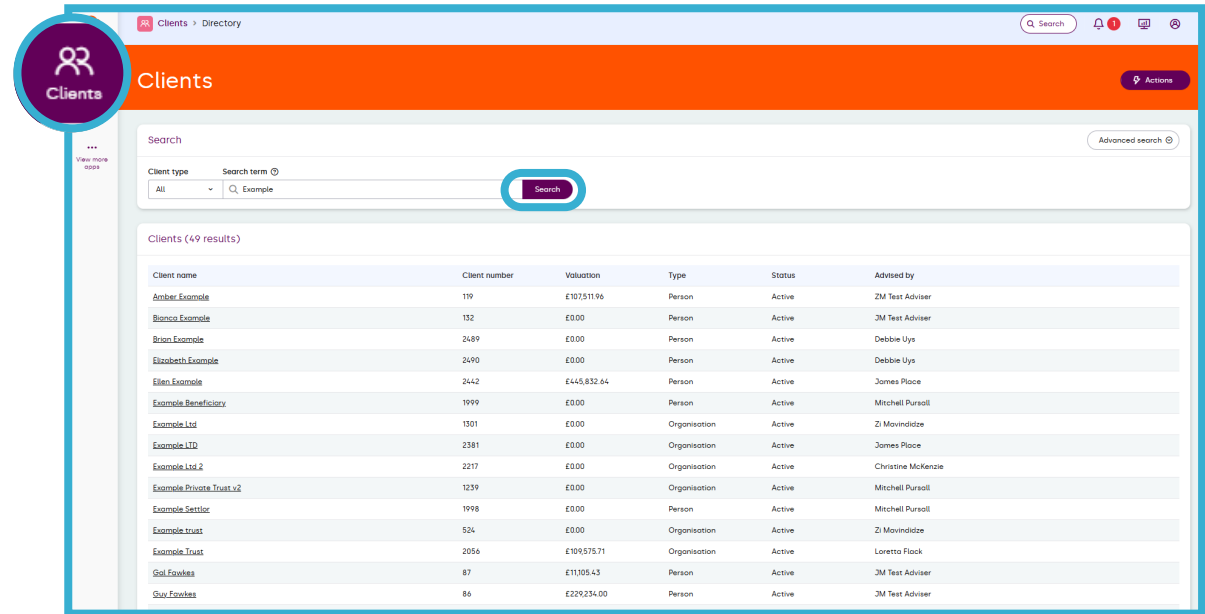 Clients > Directory
Search
1
Clients
Clients
Actions
View more
apps
Search
Advanced search
Client type
Search term
All
Example
Search
Clients (49 results)
Client name Client number Valuation Type Status Advised by
Amber Example 119 £107,511.96 Person Active ZM Test Adviser
Bianca Example 132 £0.00 Person Active JM Test Adviser
Brian Example 2489 £0.00 Person Active Debbie Uys
Elizabeth Example 2490 £0.00 Person Active Debbie Uys
Ellen Example 2442 £445,832.64 Person Active James Place
Example Beneficiary 1999 £0.00 Person Active Mitchell Pursall
Example Ltd 1301 £0.00 Organisation Active Zi Mavindidze
Example LTD 2381 £0.00 Organisation Active James Place
Example Ltd 2 2217 £0.00 Organisation Active Christine McKenzie
Example Private Trust v2 1239 £0.00 Organisation Active Mitchell Pursall
Example Settlor 1998 £0.00 Person Active Mitchell Pursall
Example trust 524 £0.00 Organisation Active Zi Mavindidze
Example Trust 2056 £109,575.71 Organisation Active Loretta Flack
Gal Fawkes 87 £11,105.43 Person Active JM Test Adviser
Guy Fawkes 86 £229,234.00 Person Active JM Test Adviser